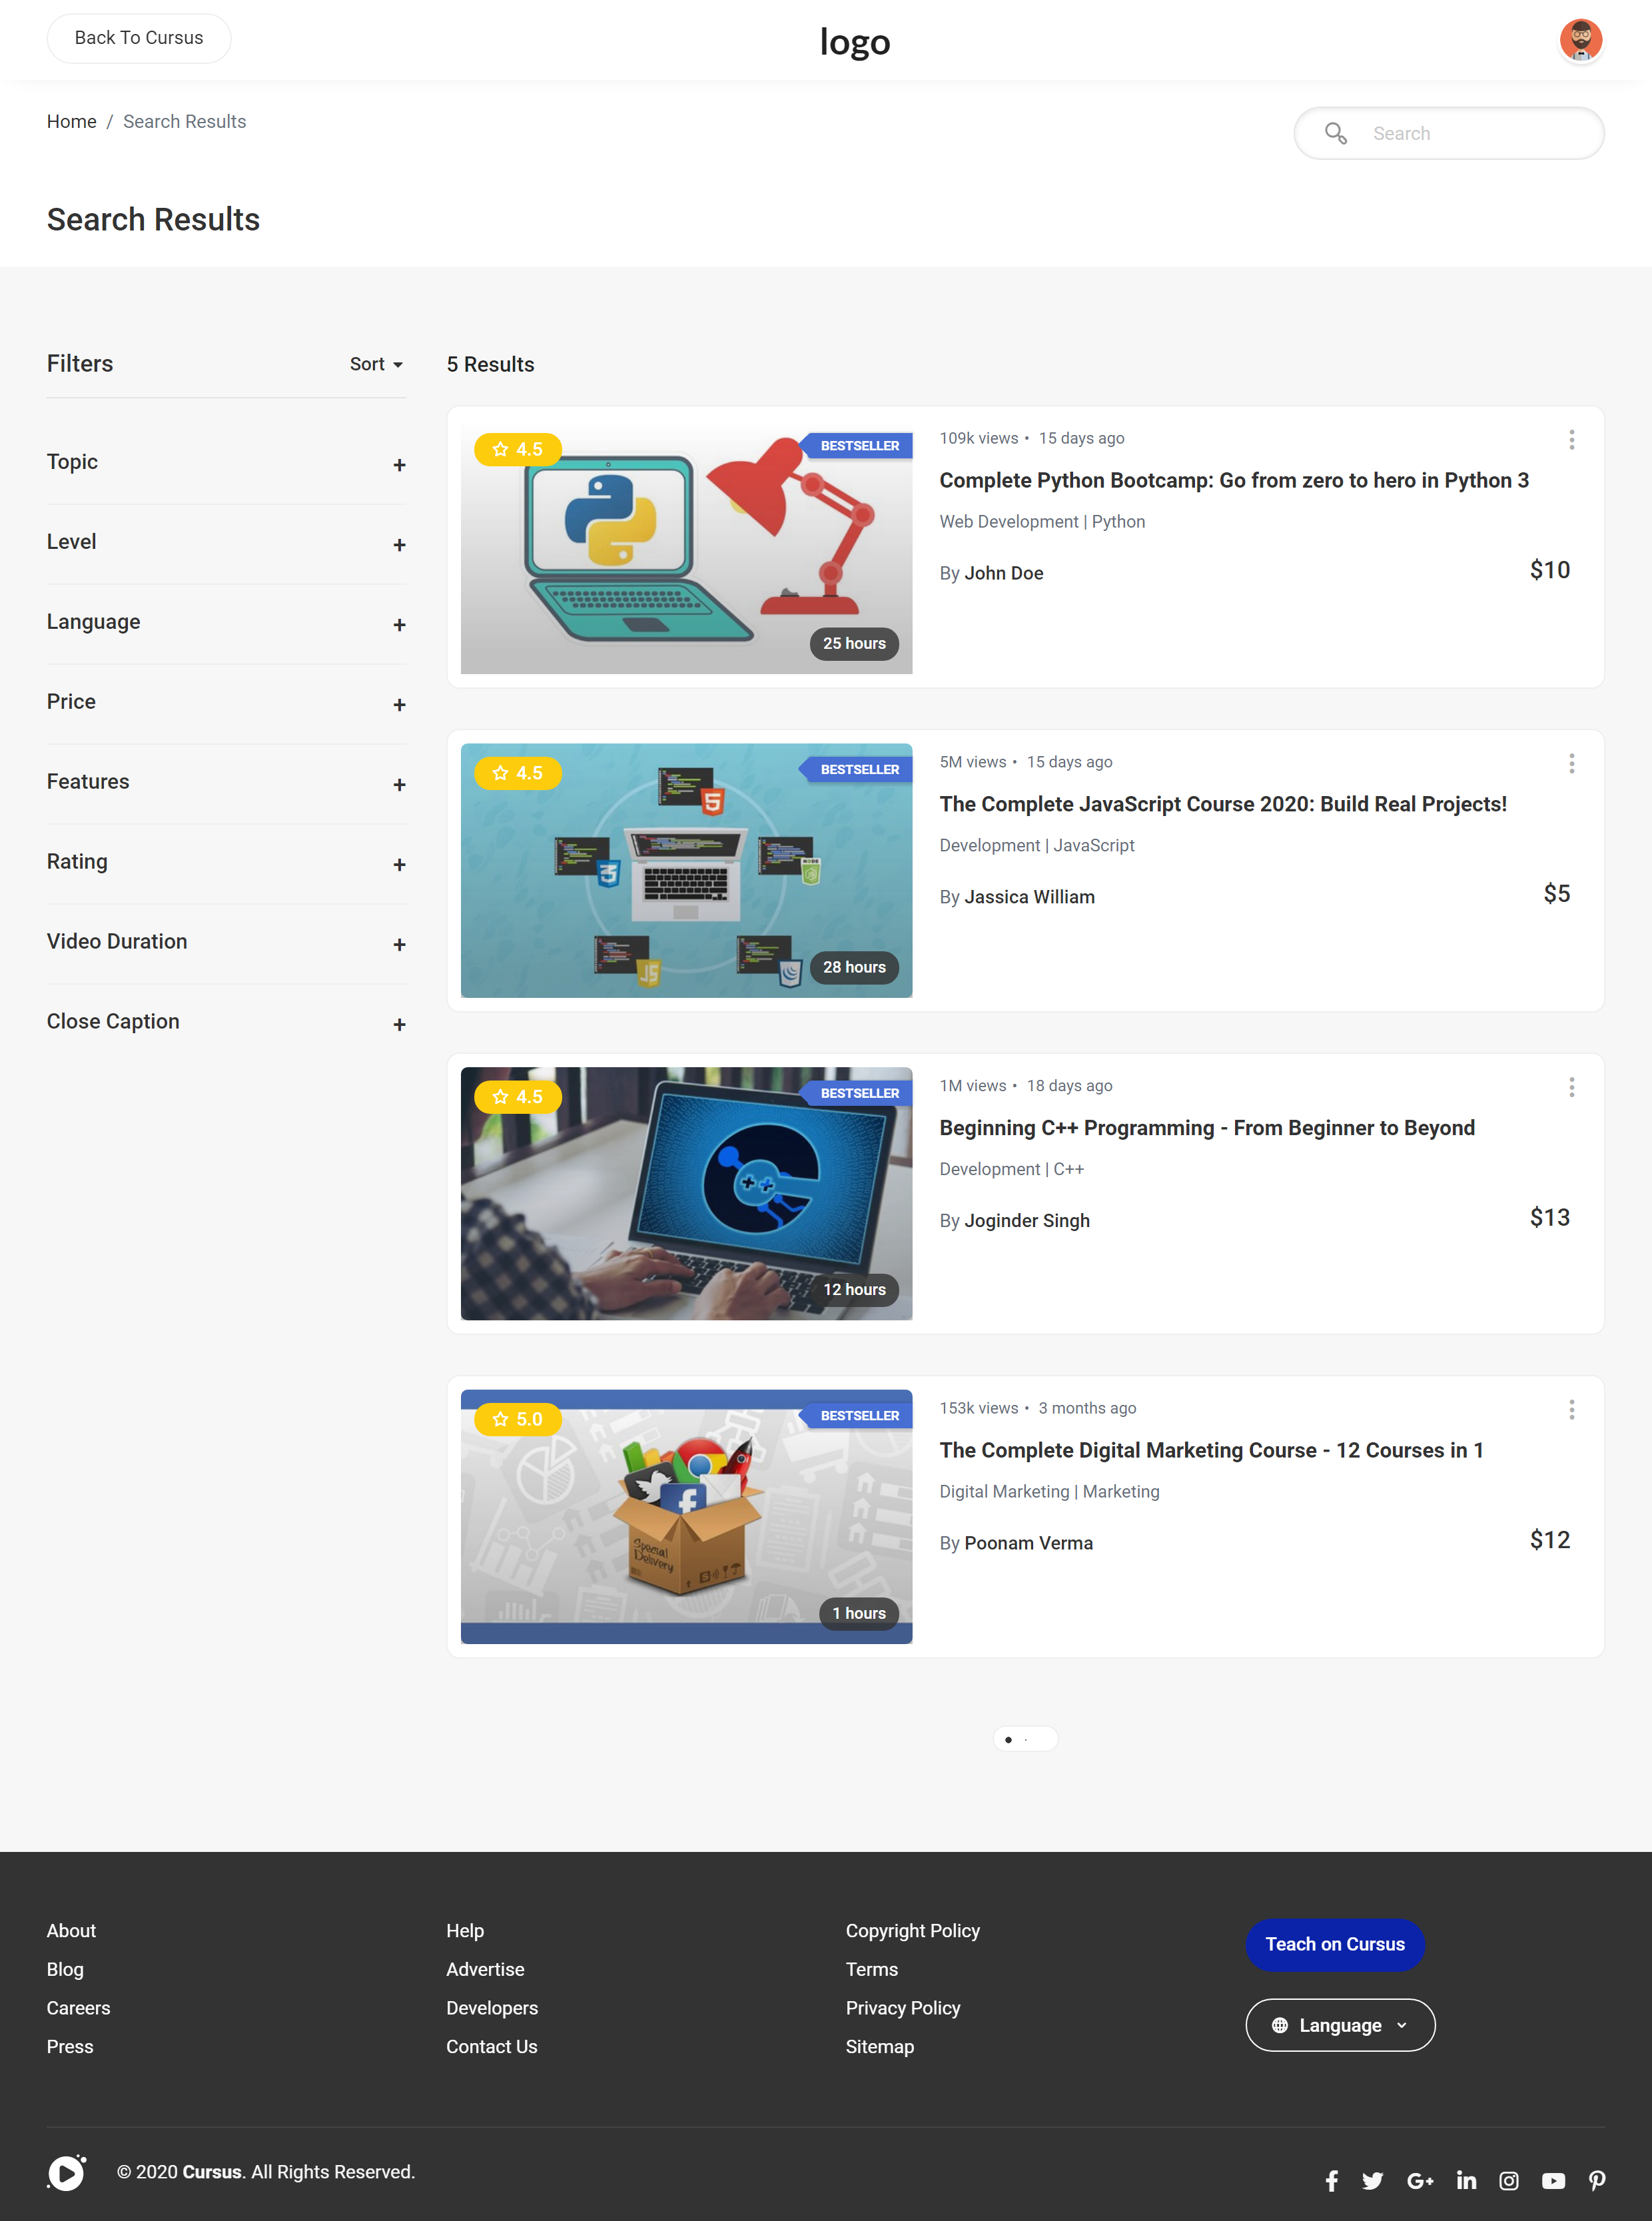 Back To Cursus
logo
Home / Search Results
Search
Search Results
Filters
Sort
5 Results
Topic +
Level +
Language +
Price +
Features +
Rating +
Video Duration +
Close Caption +
4.5
BESTSELLER
25 hours
109k views • 15 days ago
Complete Python Bootcamp: Go from zero to hero in Python 3
Web Development | Python
By John Doe
$10
4.5
BESTSELLER
5
3
NODE
JS
28 hours
5M views • 15 days ago
The Complete JavaScript Course 2020: Build Real Projects!
Development | JavaScript
By Jassica William
$5
4.5
BESTSELLER
12 hours
1M views • 18 days ago
Beginning C++ Programming - From Beginner to Beyond
Development | C++
By Joginder Singh
$13
5.0
BESTSELLER
Special
Delivery
1 hours
153k views • 3 months ago
The Complete Digital Marketing Course - 12 Courses in 1
Digital Marketing | Marketing
By Poonam Verma
$12
About
Blog
Careers
Press
Help
Advertise
Developers
Contact Us
Copyright Policy
Terms
Privacy Policy
Sitemap
Teach on Cursus
Language
© 2020 Cursus. All Rights Reserved.